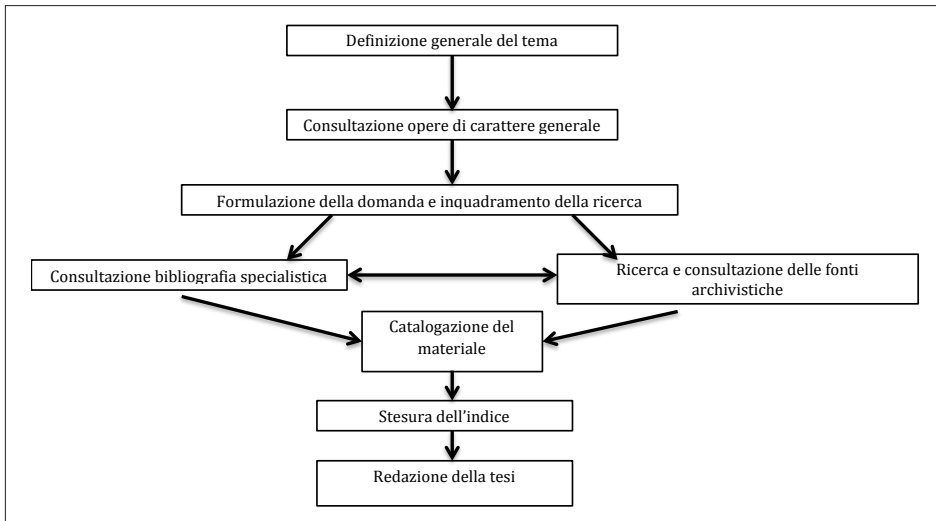 Definizione generale del tema
Consultazione opere di carattere generale
Formulazione della domanda e inquadramento della ricerca
Consultazione bibliografia specialistica
Ricerca e consultazione delle fonti
archivistiche
Catalogazione del
materiale
Stesura dell'indice
Redazione della tesi